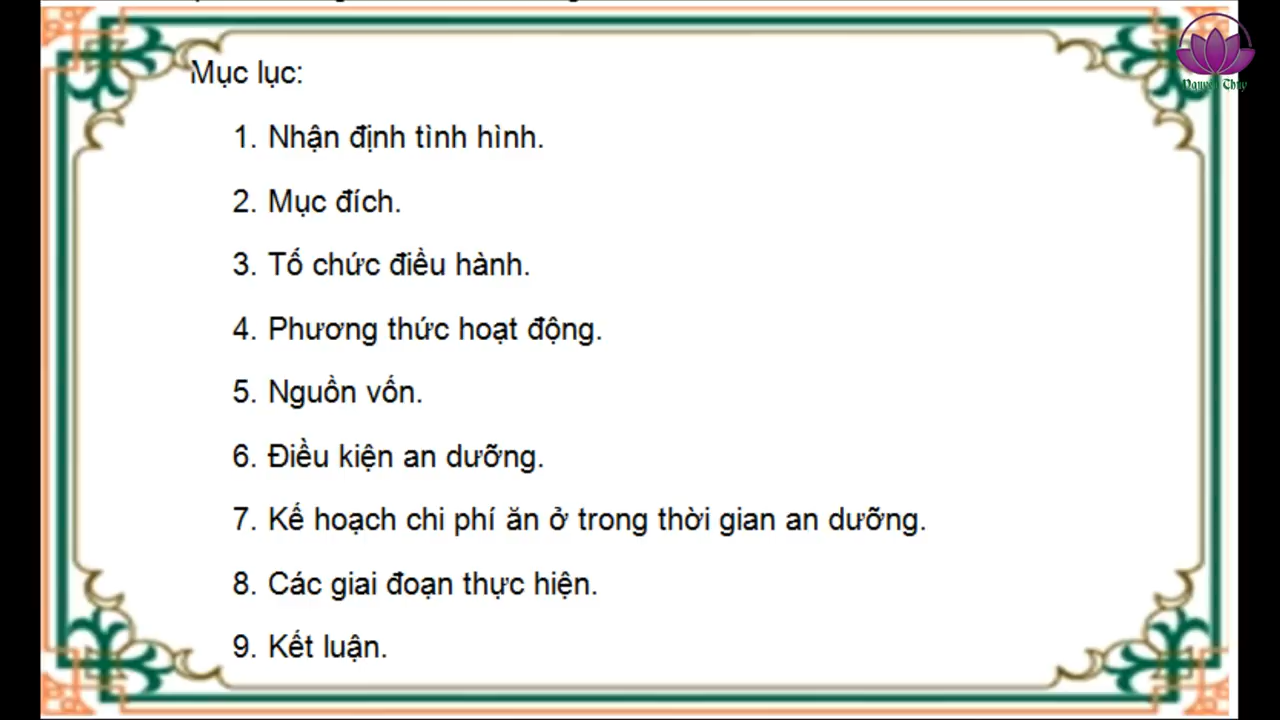 Mục lục:
1. Nhận định tình hình.
2. Mục đích.
3. Tổ chức điều hành.
4. Phương thức hoạt động.
5. Nguồn vốn.
6. Điều kiện an dưỡng.
7. Kế hoạch chi phí ăn ở trong thời gian an dưỡng.
8. Các giai đoạn thực hiện.
9. Kết luận.